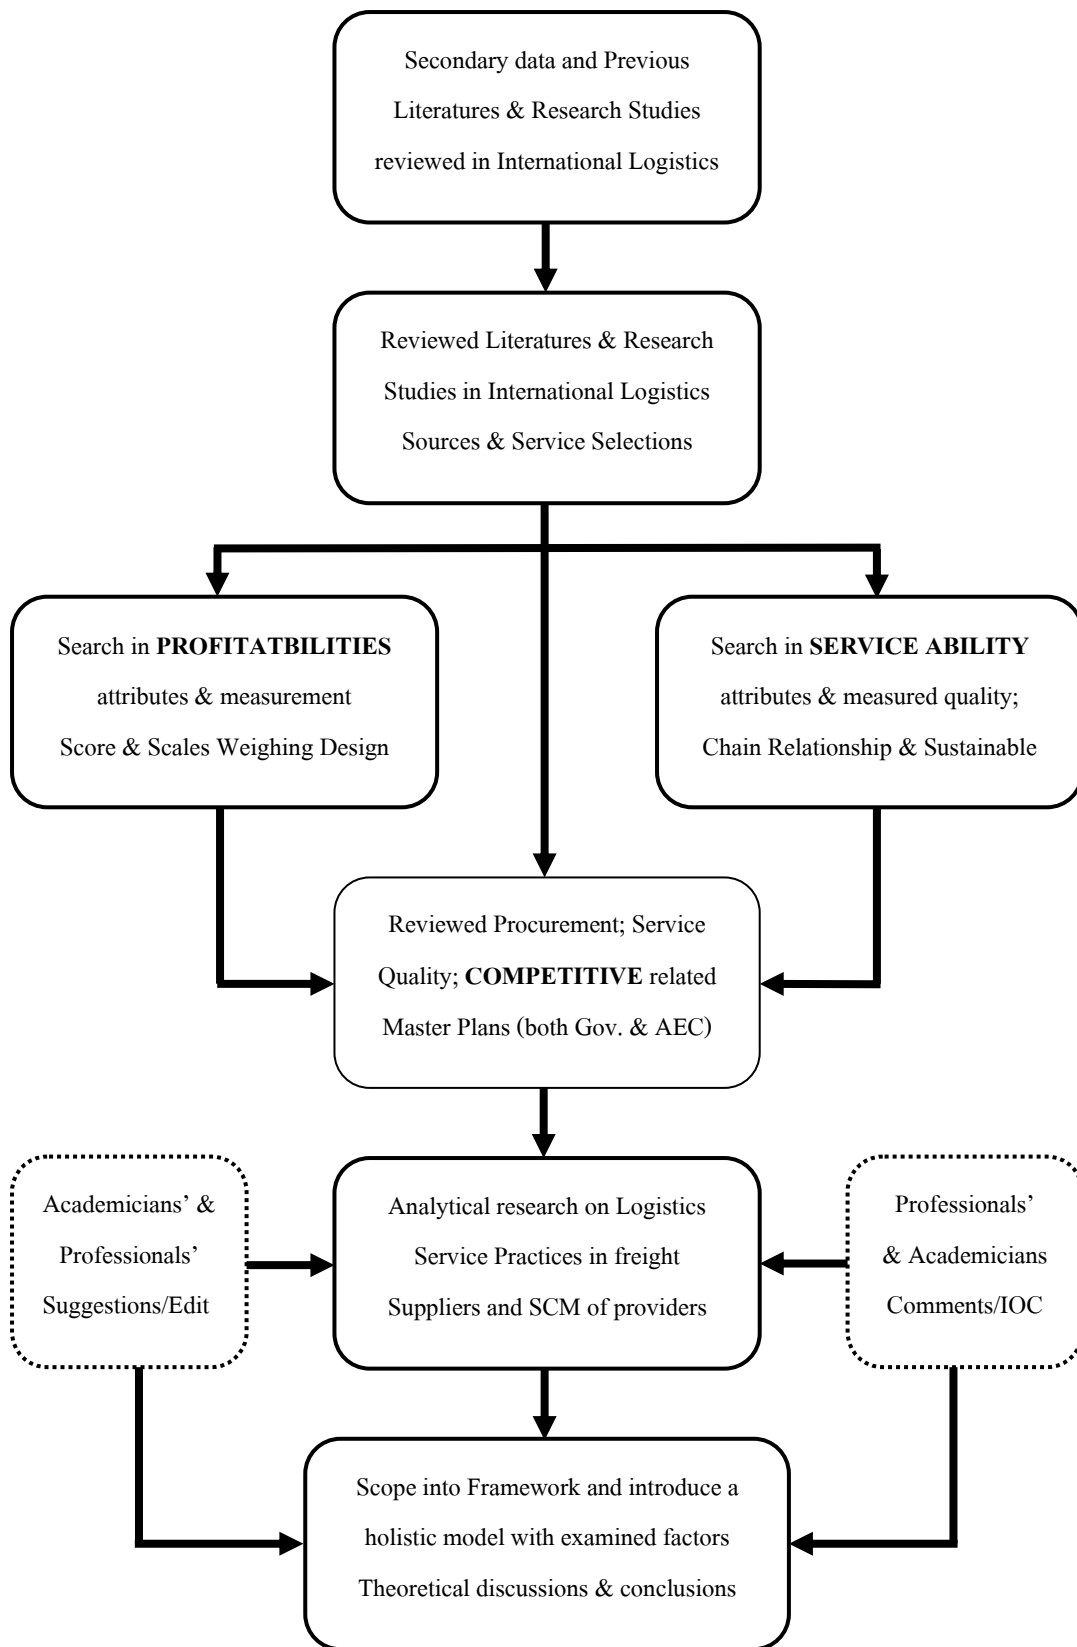 Secondary data and Previous
Literatures & Research Studies
reviewed in International Logistics
Reviewed Literatures & Research
Studies in International Logistics
Sources & Service Selections
Search in PROFITATBILITIES
attributes & measurement
Score & Scales Weighing Design
Search in SERVICE ABILITY
attributes & measured quality;
Chain Relationship & Sustainable
Reviewed Procurement; Service
Quality; COMPETITIVE related
Master Plans (both Gov. & AEC)
Academicians’ &
Professionals’
Suggestions/Edit
Analytical research on Logistics
Service Practices in freight
Suppliers and SCM of providers
Professionals’
& Academicians
Comments/IOC
Scope into Framework and introduce a
holistic model with examined factors
Theoretical discussions & conclusions